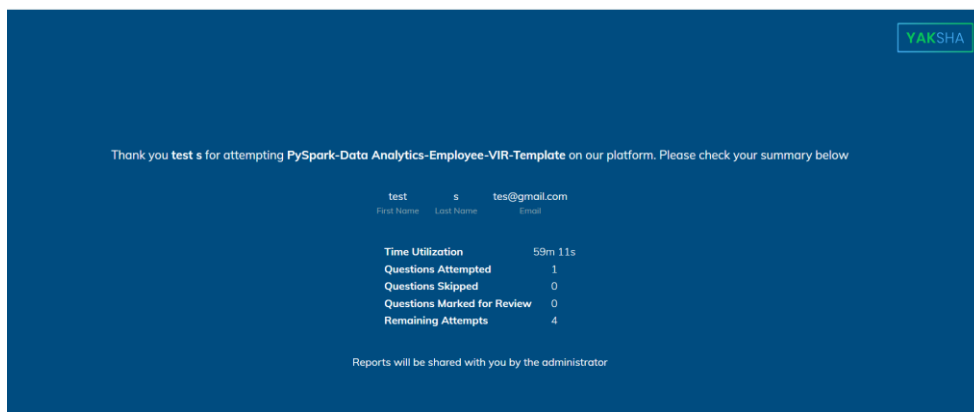 YAKSHA
Thank you test s for attempting PySpark-Data Analytics-Employee-VIR-Template on our platform. Please check your summary below
test s tes@gmail.com
First Name Last Name Email
Time Utilization 59m 11s
Questions Attempted 1
Questions Skipped 0
Questions Marked for Review 0
Remaining Attempts 4
Reports will be shared with you by the administrator